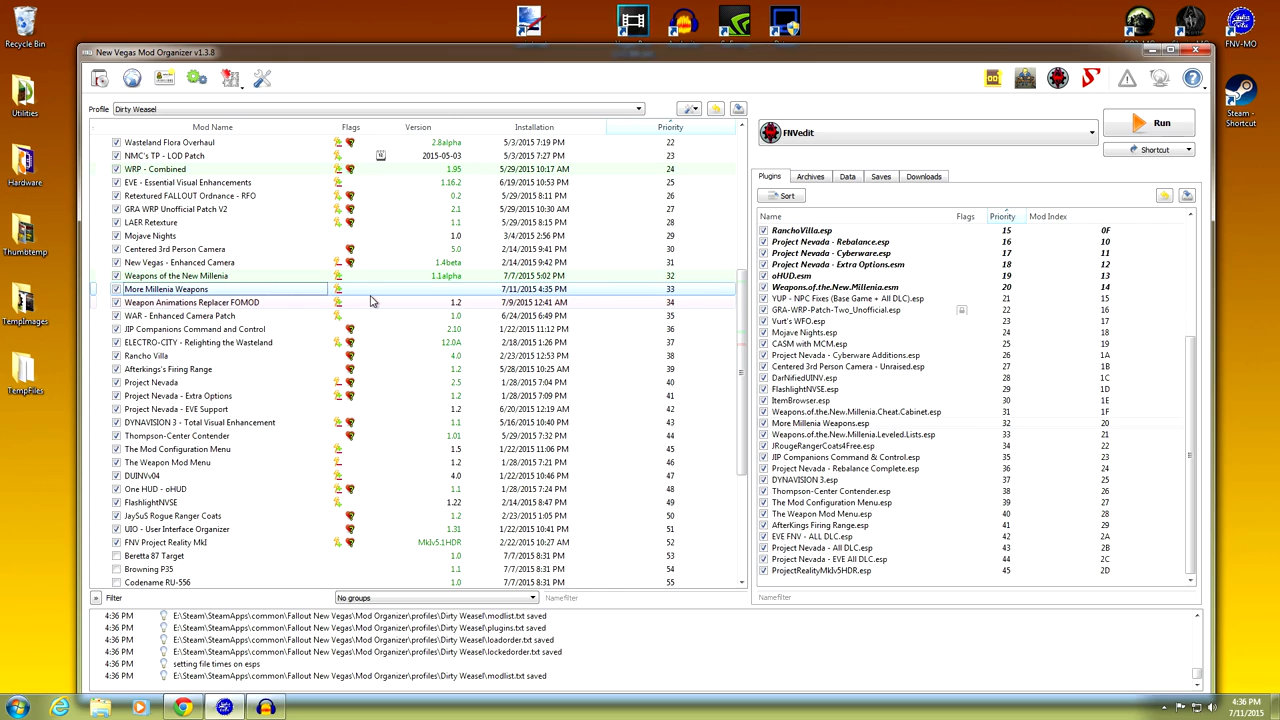 Recycle Bin
Utilities
Hardware
Thumbtemp
TempImages
TempFiles
FNV-MO
Steam - Shortcut
New Vegas Mod Organizer v1.3.8
Profile Dirty Weasel
Mod Name Flags Version Installation Priority
Wasteland Flora Overhaul 2.8alpha 5/3/2015 7:19 PM 22
NMC's TP - LOD Patch 2015-05-03 5/3/2015 7:27 PM 23
WRP - Combined 1.95 5/29/2015 10:17 AM 24
EVE - Essential Visual Enhancements 1.16.2 6/19/2015 10:53 PM 25
Retextured FALLOUT Ordnance - RFO 0.2 5/28/2015 8:11 PM 26
GRA WRP Unofficial Patch V2 2.1 5/29/2015 10:30 AM 27
LAER Retexture 1.1 5/29/2015 8:15 PM 28
Mojave Nights 1.0 3/4/2015 2:56 PM 29
Centered 3rd Person Camera 5.0 2/14/2015 9:41 PM 30
New Vegas - Enhanced Camera 1.4beta 2/14/2015 9:42 PM 31
Weapons of the New Millenia 1.1alpha 7/7/2015 5:02 PM 32
More Millenia Weapons 7/11/2015 4:35 PM 33
Weapon Animations Replacer FOMOD 1.2 7/9/2015 12:41 AM 34
WAR - Enhanced Camera Patch 1.0 6/24/2015 6:49 PM 35
JIP Companions Command and Control 2.10 1/22/2015 11:12 PM 36
ELECTRO-CITY - Relighting the Wasteland 12.0A 1/28/2015 1:26 PM 37
Rancho Villa 4.0 2/23/2015 12:53 PM 38
Afterking's Firing Range 1.2 5/28/2015 10:25 AM 39
Project Nevada 2.5 1/28/2015 7:04 PM 40
Project Nevada - Extra Options 1.2 1/28/2015 7:09 PM 41
Project Nevada - EVE Support 1.2 6/20/2015 12:19 AM 42
DYNAVISION 3 - Total Visual Enhancement 1.1 5/16/2015 10:40 PM 43
Thompson-Center Contender 1.01 5/29/2015 7:32 PM 44
The Mod Configuration Menu 1.5 1/22/2015 11:06 PM 45
The Weapon Mod Menu 1.2 1/28/2015 7:21 PM 46
DUINVv04 4.0 1/22/2015 10:46 PM 47
One HUD - oHUD 1.1 1/28/2015 7:24 PM 48
FlashlightNVSE 1.22 2/14/2015 8:47 PM 49
JaySuS Rogue Ranger Coats 1.0 2/23/2015 1:02 PM 50
UIO - User Interface Organizer 1.31 1/22/2015 10:41 PM 51
FNV Project Reality MkI MkIv5.1HDR 2/22/2015 10:27 AM 52
Beretta 87 Target 1.0 7/7/2015 8:31 PM 53
Browning P35 1.0 7/7/2015 8:31 PM 54
Codename RU-556 1.0 7/7/2015 8:31 PM 55
» Filter No groups Namefilter
FNVedit
Run
Shortcut
Plugins Archives Data Saves Downloads
Sort
Name Flags Priority Mod Index
RanchoVilla.esp 15 0F
Project Nevada - Rebalance.esp 16 10
Project Nevada - Cyberware.esp 17 11
Project Nevada - Extra Options.esm 18 12
oHUD.esm 19 13
Weapons.of.the.New.Millenia.esm 20 14
YUP - NPC Fixes (Base Game + All DLC).esp 21 15
GRA-WRP-Patch-Two_Unofficial.esp 22 16
Vurt's WFO.esp 23 17
Mojave Nights.esp 24 18
CASM with MCM.esp 25 19
Project Nevada - Cyberware Additions.esp 26 1A
Centered 3rd Person Camera - Unraised.esp 27 1B
DarNifiedUINV.esp 28 1C
FlashlightNVSE.esp 29 1D
ItemBrowser.esp 30 1E
Weapons.of.the.New.Millenia.Cheat.Cabinet.esp 31 1F
More Millenia Weapons.esp 32 20
Weapons.of.the.New.Millenia.Leveled.Lists.esp 33 21
JRougeRangerCoats4Free.esp 34 22
JIP Companions Command & Control.esp 35 23
Project Nevada - Rebalance Complete.esp 36 24
DYNAVISION 3.esp 37 25
Thompson-Center Contender.esp 38 26
The Mod Configuration Menu.esp 39 27
The Weapon Mod Menu.esp 40 28
AfterKings Firing Range.esp 41 29
EVE FNV - ALL DLC.esp 42 2A
Project Nevada - All DLC.esp 43 2B
Project Nevada - EVE All DLC.esp 44 2C
ProjectRealityMkIv5HDR.esp 45 2D
Namefilter
4:36 PM E:\Steam\SteamApps\common\Fallout New Vegas\Mod Organizer\profiles\Dirty Weasel\modlist.txt saved
4:36 PM E:\Steam\SteamApps\common\Fallout New Vegas\Mod Organizer\profiles\Dirty Weasel\plugins.txt saved
4:36 PM E:\Steam\SteamApps\common\Fallout New Vegas\Mod Organizer\profiles\Dirty Weasel\loadorder.txt saved
4:36 PM E:\Steam\SteamApps\common\Fallout New Vegas\Mod Organizer\profiles\Dirty Weasel\lockedorder.txt saved
4:36 PM setting file times on esps
4:36 PM E:\Steam\SteamApps\common\Fallout New Vegas\Mod Organizer\profiles\Dirty Weasel\modlist.txt saved
4:36 PM
7/11/2015